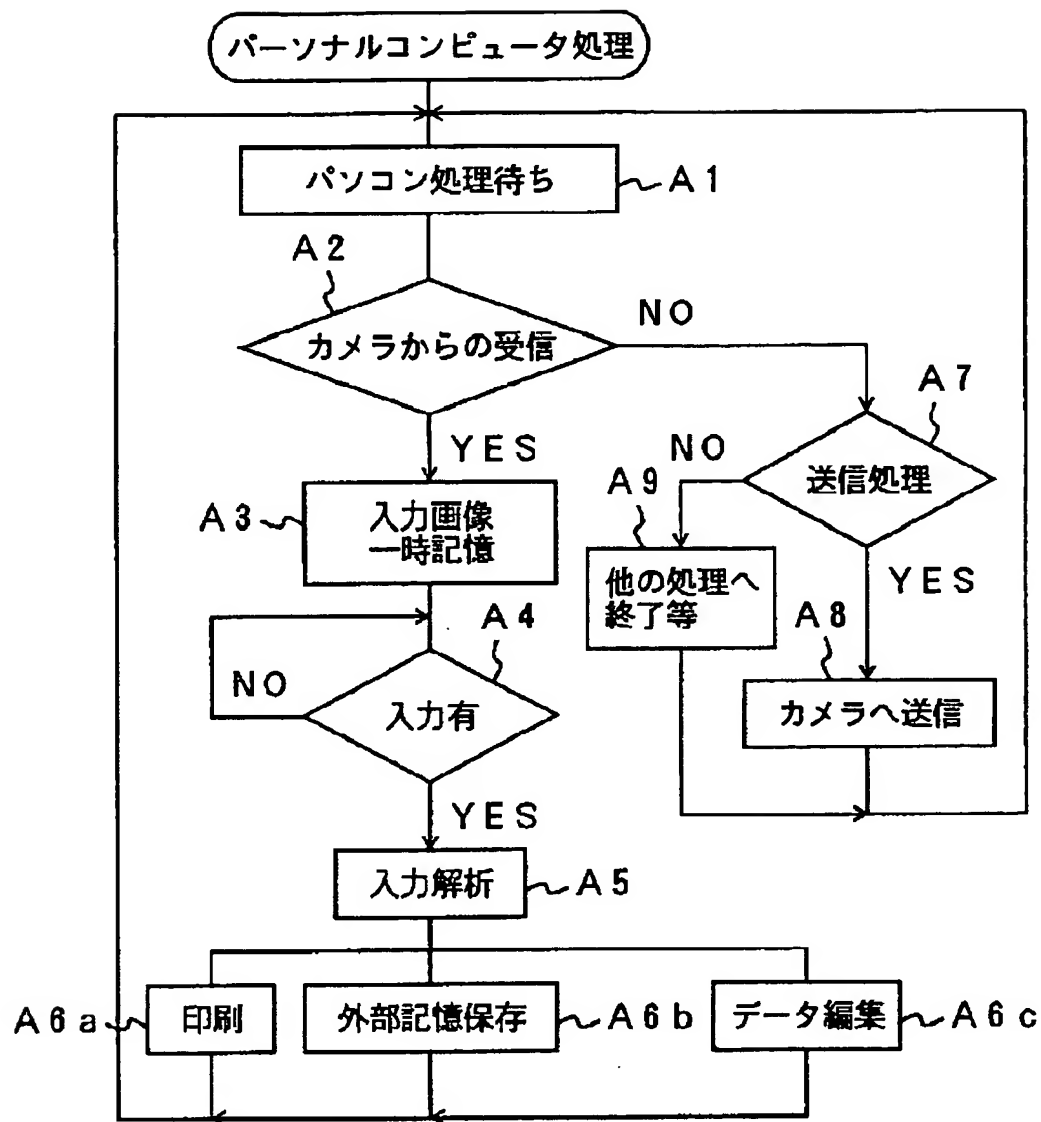 パーソナルコンピュータ処理
パソコン処理待ち
A1
A2
カメラからの受信
NO
YES
A7
送信処理
NO
YES
A3
入力画像
一時記憶
A9
他の処理へ
終了等
A8
カメラへ送信
A4
入力有
NO
YES
入力解析
A5
A6a
印刷
外部記憶保存
A6b
データ編集
A6c